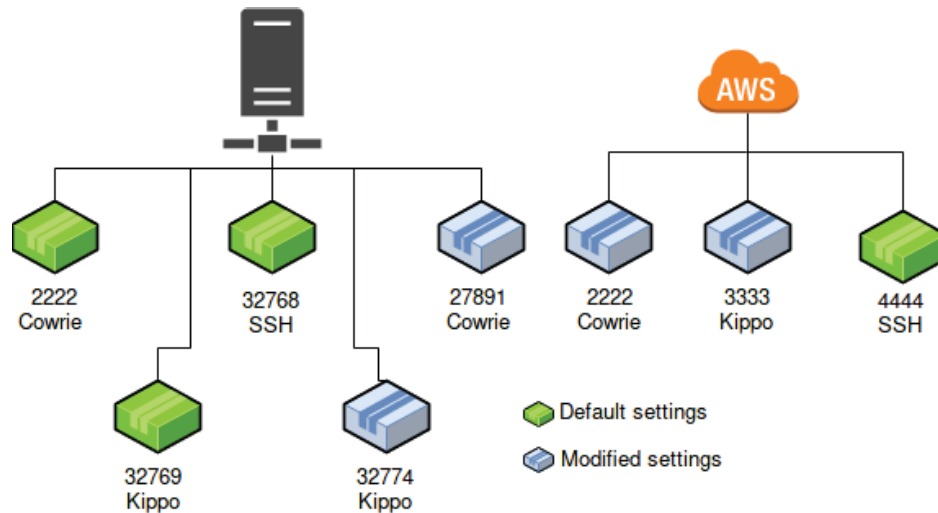 AWS
2222
Cowrie
32768
SSH
27891
Cowrie
2222
Cowrie
3333
Kippo
4444
SSH
32769
Kippo
32774
Kippo
Default settings
Modified settings